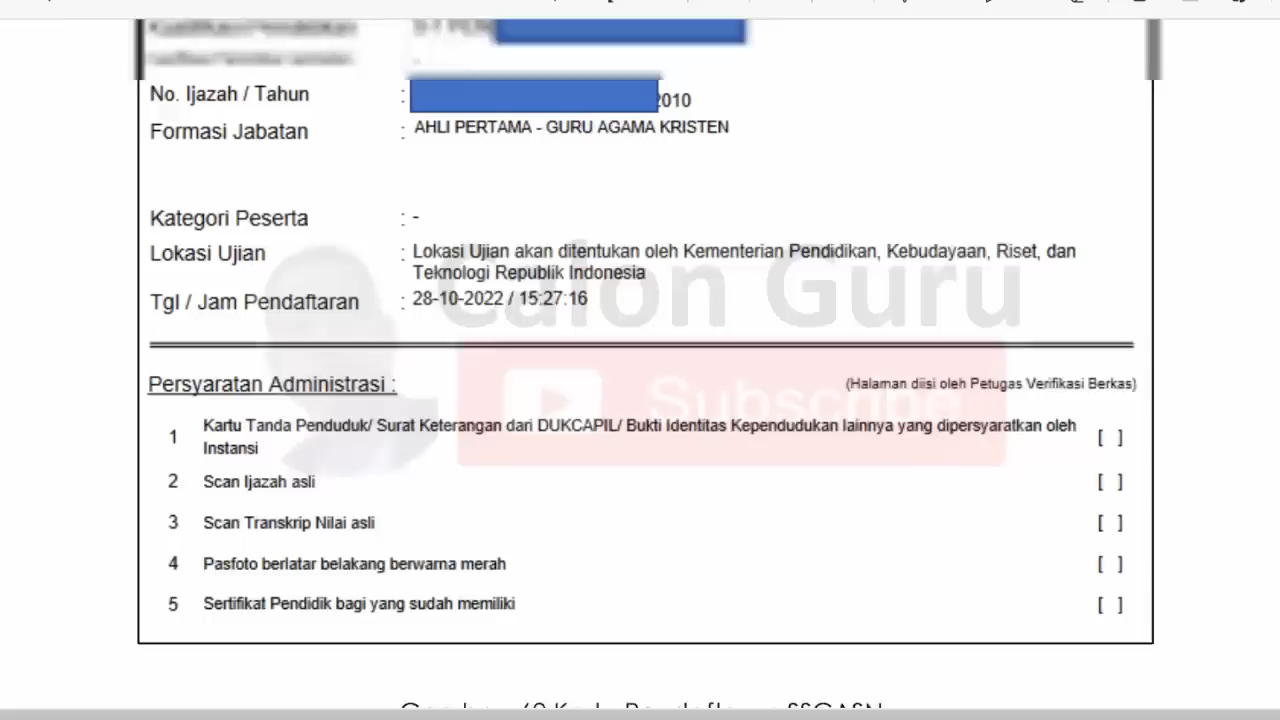 No. Ijazah / Tahun : 2010
Formasi Jabatan : AHLI PERTAMA - GURU AGAMA KRISTEN
Kategori Peserta : -
Lokasi Ujian : Lokasi Ujian akan ditentukan oleh Kementerian Pendidikan, Kebudayaan, Riset, dan
Teknologi Republik Indonesia
Tgl / Jam Pendaftaran : 28-10-2022 / 15:27:16
Calon Guru
Persyaratan Administrasi : (Halaman diisi oleh Petugas Verifikasi Berkas)
Subscribe
1 Kartu Tanda Penduduk/ Surat Keterangan dari DUKCAPIL/ Bukti Identitas Kependudukan lainnya yang dipersyaratkan oleh [ ]
Instansi
2 Scan Ijazah asli [ ]
3 Scan Transkrip Nilai asli [ ]
4 Pasfoto berlatar belakang berwarna merah [ ]
5 Sertifikat Pendidik bagi yang sudah memiliki [ ]